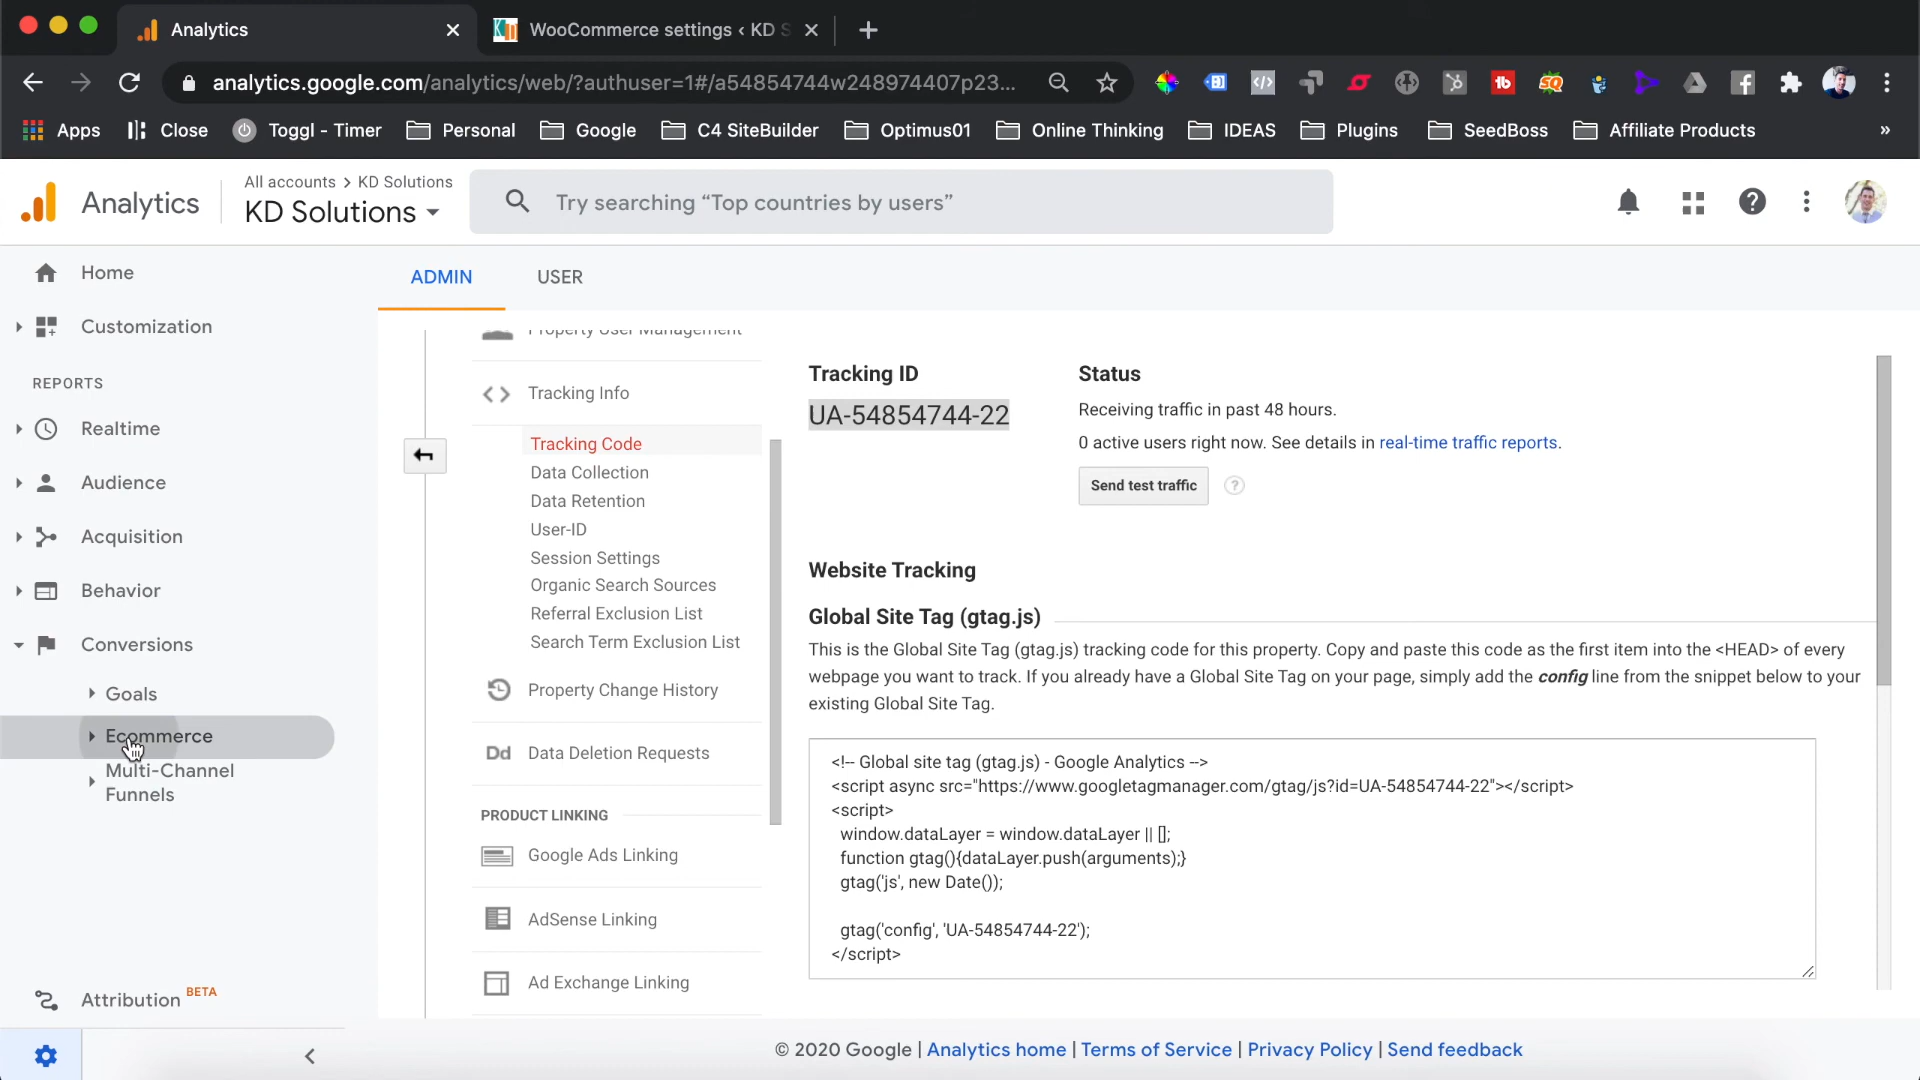 Analytics
WooCommerce settings ‹ KD S
analytics.google.com/analytics/web/?authuser=1#/a54854744w248974407p23...
Apps
Close
Toggl - Timer
Personal
Google
C4 SiteBuilder
Optimus01
Online Thinking
IDEAS
Plugins
SeedBoss
Affiliate Products
»
Analytics
All accounts > KD Solutions
KD Solutions
Try searching “Top countries by users”
Home
Customization
REPORTS
Realtime
Audience
Acquisition
Behavior
Conversions
Goals
Ecommerce
Multi-Channel
Funnels
Attribution BETA
ADMIN
USER
Property User Management
Tracking Info
Tracking Code
Data Collection
Data Retention
User-ID
Session Settings
Organic Search Sources
Referral Exclusion List
Search Term Exclusion List
Property Change History
Dd Data Deletion Requests
PRODUCT LINKING
Google Ads Linking
AdSense Linking
Ad Exchange Linking
Tracking ID
UA-54854744-22
Status
Receiving traffic in past 48 hours.
0 active users right now. See details in real-time traffic reports.
Send test traffic
?
Website Tracking
Global Site Tag (gtag.js)
This is the Global Site Tag (gtag.js) tracking code for this property. Copy and paste this code as the first item into the <HEAD> of every
webpage you want to track. If you already have a Global Site Tag on your page, simply add the config line from the snippet below to your
existing Global Site Tag.
<!-- Global site tag (gtag.js) - Google Analytics -->
<script async src="https://www.googletagmanager.com/gtag/js?id=UA-54854744-22"></script>
<script>
window.dataLayer = window.dataLayer || [];
function gtag(){dataLayer.push(arguments);}
gtag('js', new Date());
gtag('config', 'UA-54854744-22');
</script>
© 2020 Google | Analytics home | Terms of Service | Privacy Policy | Send feedback